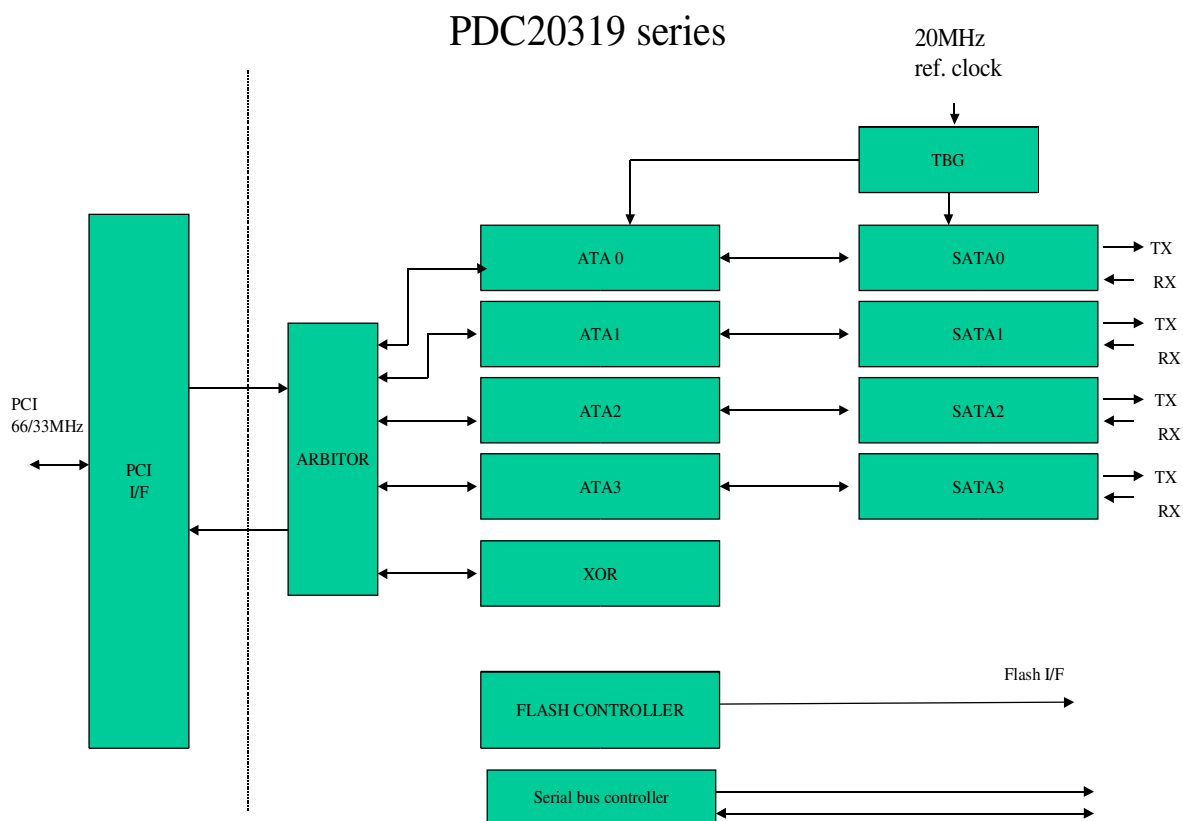 PDC20319 series
20MHz
ref. clock
TBG
ATA 0
SATA0
TX
RX
ATA1
SATA1
TX
RX
ATA2
SATA2
TX
RX
PCI
66/33MHz
PCI
I/F
ARBITOR
ATA3
SATA3
TX
RX
XOR
Flash I/F
FLASH CONTROLLER
Serial bus controller